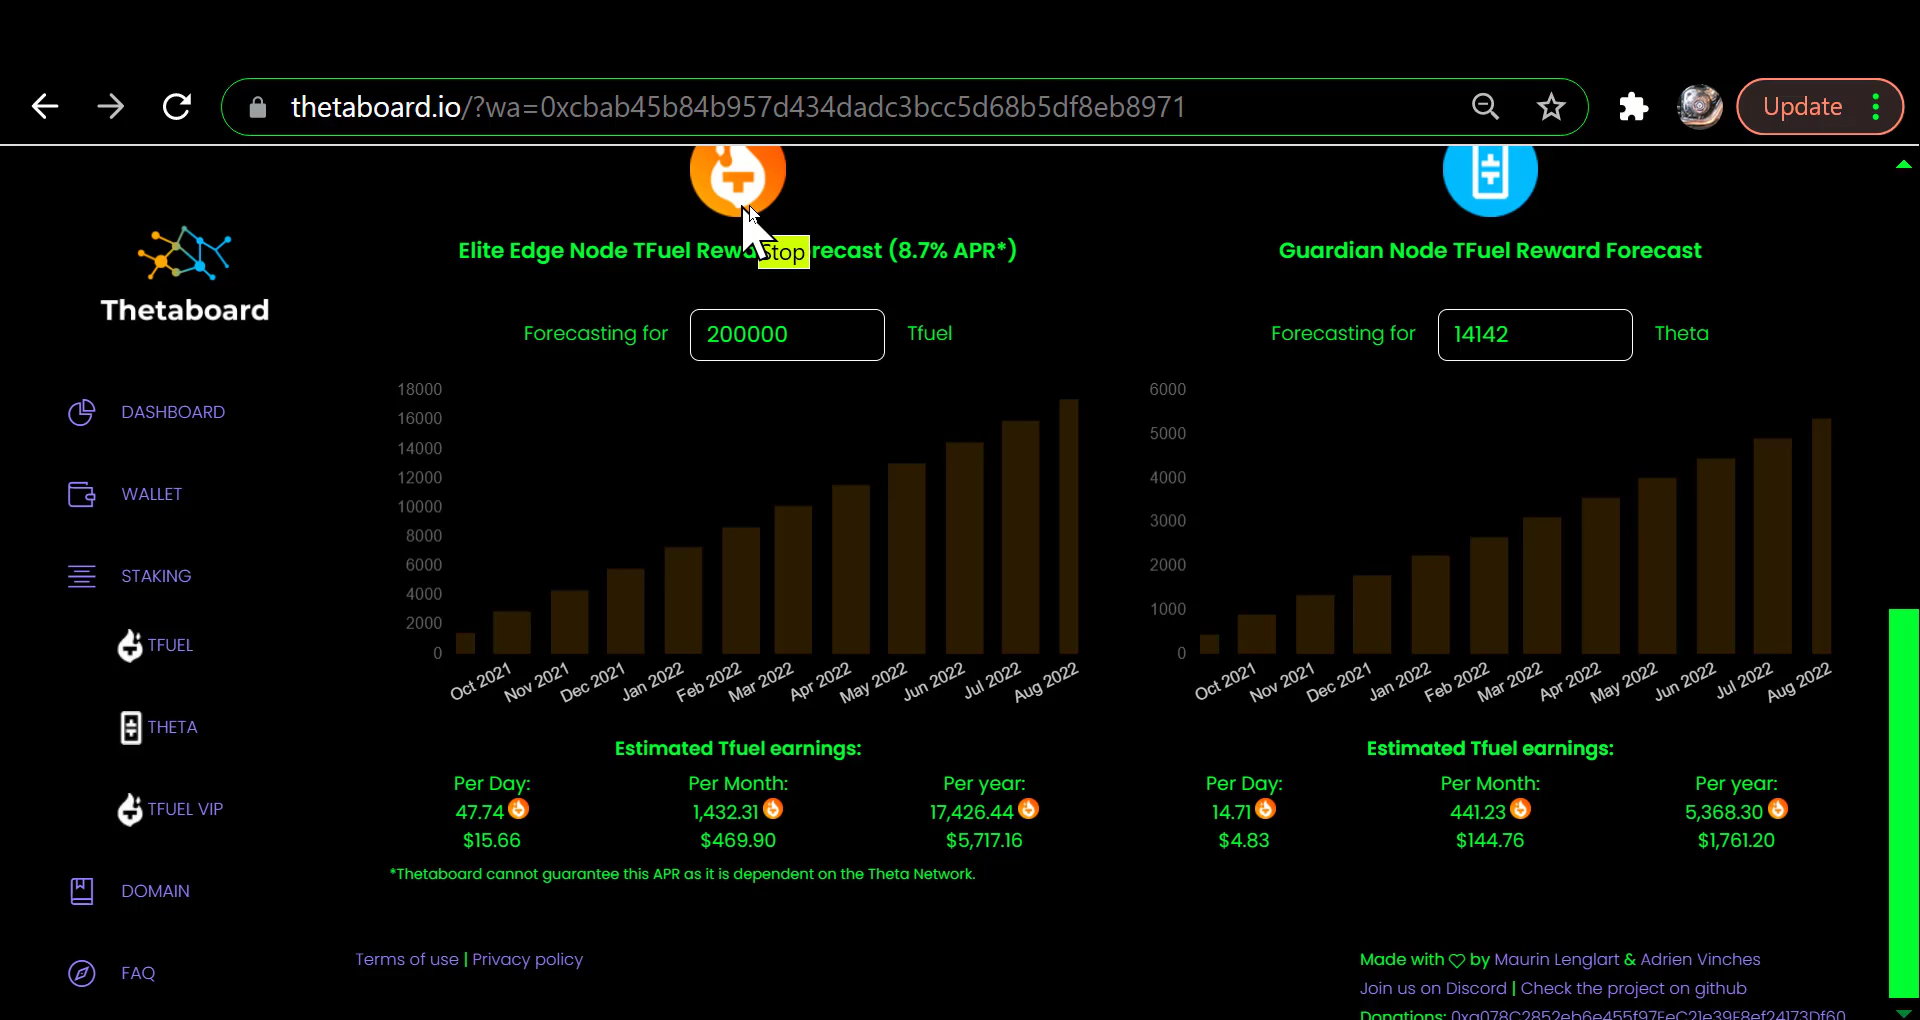 thetaboard.io/?wa=0xcbab45b84b957d434dadc3bcc5d68b5df8eb8971
Update
Thetaboard
DASHBOARD
WALLET
STAKING
TFUEL
THETA
TFUEL VIP
DOMAIN
FAQ
Elite Edge Node TFuel Rewa Stop recast (8.7% APR*)
Forecasting for 200000 Tfuel
18000
16000
14000
12000
10000
8000
6000
4000
2000
0
Oct 2021 Nov 2021 Dec 2021 Jan 2022 Feb 2022 Mar 2022 Apr 2022 May 2022 Jun 2022 Jul 2022 Aug 2022
Estimated Tfuel earnings:
Per Day: Per Month: Per year:
47.74 1,432.31 17,426.44
$15.66 $469.90 $5,717.16
*Thetaboard cannot guarantee this APR as it is dependent on the Theta Network.
Guardian Node TFuel Reward Forecast
Forecasting for 14142 Theta
6000
5000
4000
3000
2000
1000
0
Oct 2021 Nov 2021 Dec 2021 Jan 2022 Feb 2022 Mar 2022 Apr 2022 May 2022 Jun 2022 Jul 2022 Aug 2022
Estimated Tfuel earnings:
Per Day: Per Month: Per year:
14.71 441.23 5,368.30
$4.83 $144.76 $1,761.20
Terms of use | Privacy policy
Made with by Maurin Lenglart & Adrien Vinches
Join us on Discord | Check the project on github
Donations: